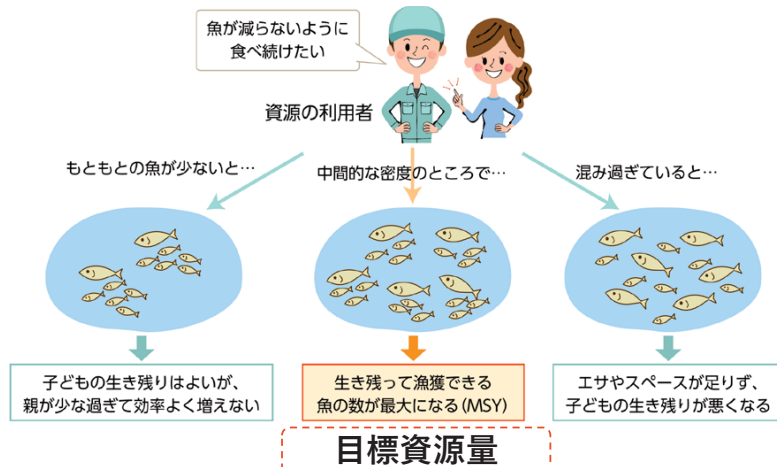 魚が減らないように
食べ続けたい
資源の利用者
もともとの魚が少ないと…
中間的な密度のところで…
混み過ぎていると…
子どもの生き残りはよいが、
親が少な過ぎて効率よく増えない
生き残って漁獲できる
魚の数が最大になる（MSY）
エサやスペースが足りず、
子どもの生き残りが悪くなる
目標資源量